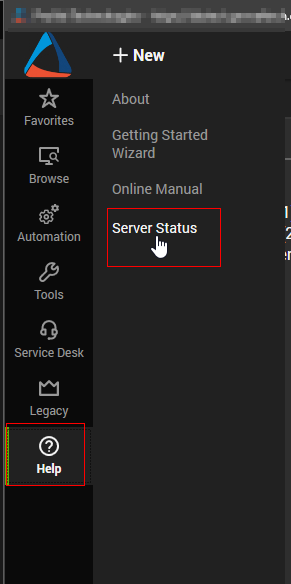 New
Favorites
Browse
Automation
Tools
Service Desk
Legacy
Help
About
Getting Started
Wizard
Online Manual
Server Status